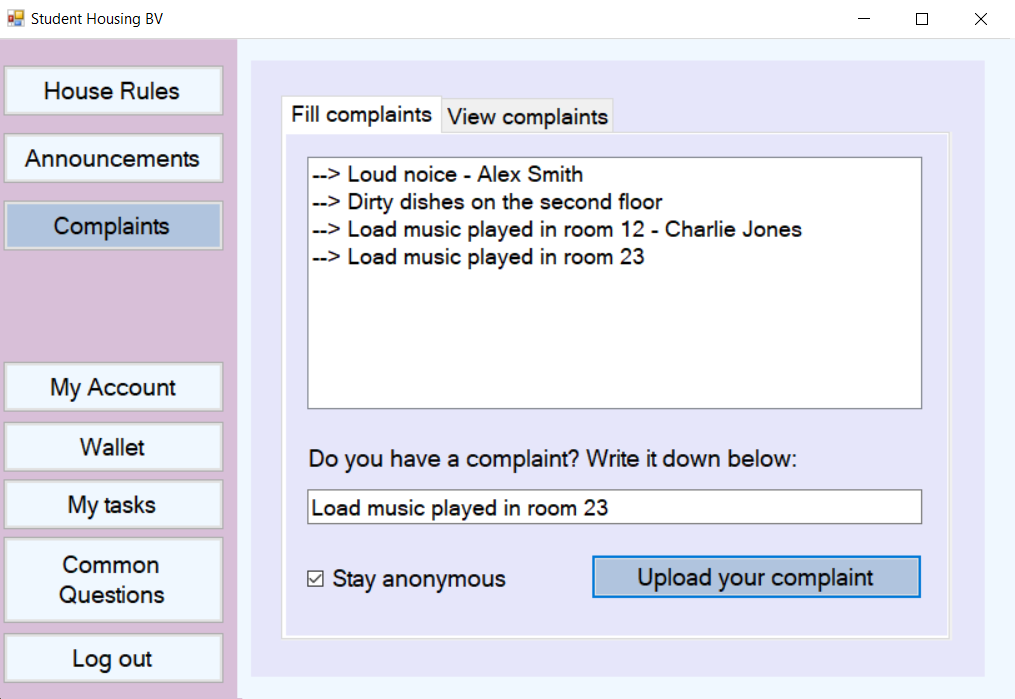 Student Housing BV
House Rules
Announcements
Complaints
My Account
Wallet
My tasks
Common
Questions
Log out
Fill complaints
View complaints
--> Loud noice - Alex Smith
--> Dirty dishes on the second floor
--> Load music played in room 12 - Charlie Jones
--> Load music played in room 23
Do you have a complaint? Write it down below:
Load music played in room 23
Stay anonymous
Upload your complaint